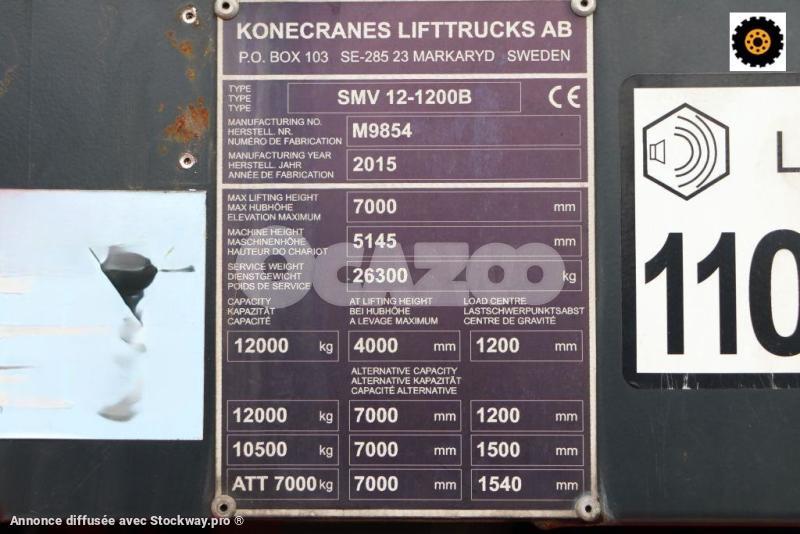 KONECRANES LIFTTRUCKS AB
P.O. BOX 103 SE-285 23 MARKARYD SWEDEN
TYPE
TYPE
TYPE
SMV 12-1200B
CE
MANUFACTURING NO.
HERSTELL. NR.
NUMÉRO DE FABRICATION
M9854
MANUFACTURING YEAR
HERSTELL. JAHR
ANNÉE DE FABRICATION
2015
MAX LIFTING HEIGHT
MAX HUBHÖHE
ELEVATION MAXIMUM
7000 mm
MACHINE HEIGHT
MASCHINENHÖHE
HAUTEUR DO CHARIOT
5145 mm
SERVICE WEIGHT
DIENSTGEWICHT
POIDS DE SERVICE
26300 kg
OCAZOO
CAPACITY
KAPAZITÄT
CAPACITÉ
AT LIFTING HEIGHT
BEI HUBHÖHE
A LEVAGE MAXIMUM
LOAD CENTRE
LASTSCHWERPUNKTSABST
CENTRE DE GRAVITÉ
12000 kg 4000 mm 1200 mm
ALTERNATIVE CAPACITY
ALTERNATIVE KAPAZITÄT
CAPACITÉ ALTERNATIVE
12000 kg 7000 mm 1200 mm
10500 kg 7000 mm 1500 mm
ATT 7000 kg 7000 mm 1540 mm
L
110
Annonce diffusée avec Stockway.pro ®